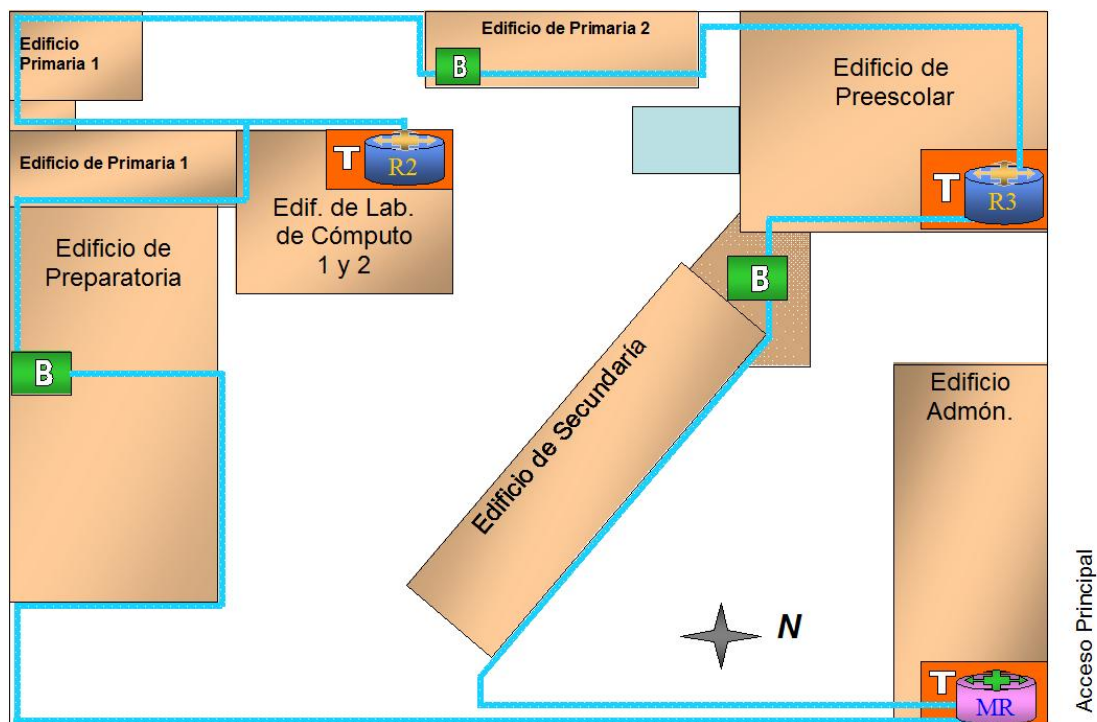 Edificio
Primaria 1
Edificio de Primaria 2
B
Edificio de
Preescolar
Edificio de Primaria 1
T
R2
T
R3
Edif. de Lab.
de Cómputo
1 y 2
Edificio de
Preparatoria
B
B
Edificio de Secundaría
Edificio
Admón.
N
T
MR
Acceso Principal